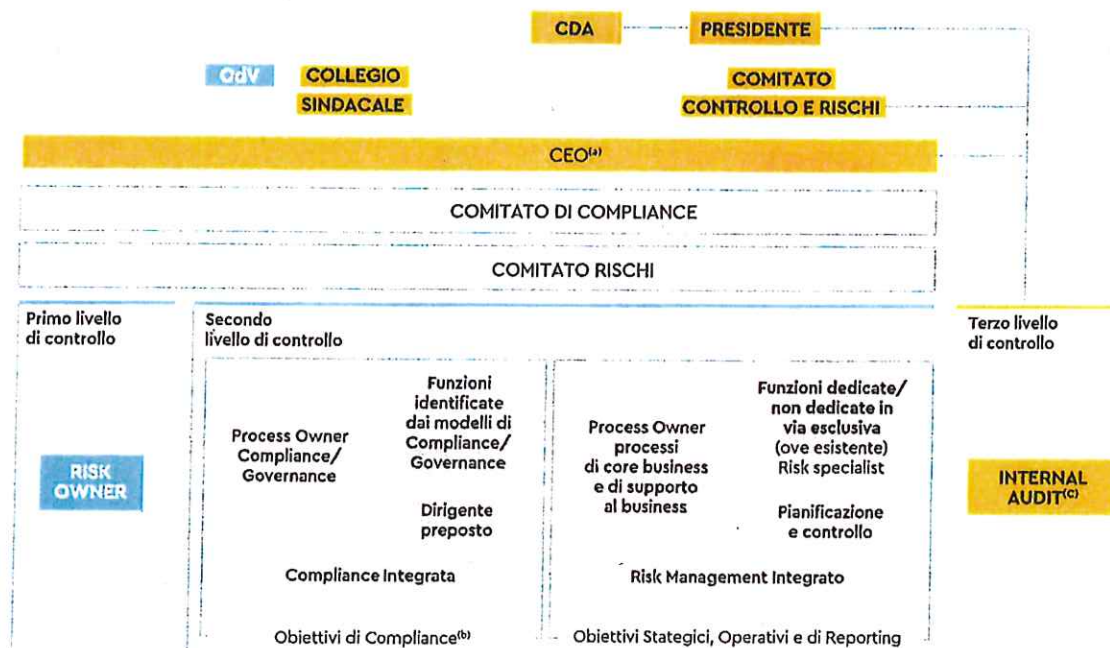 CDA
PRESIDENTE
OdV
COLLEGIO
SINDACALE
COMITATO
CONTROLLO E RISCHI
CEO(a)
COMITATO DI COMPLIANCE
COMITATO RISCHI
Primo livello
di controllo
RISK
OWNER
Secondo
livello di controllo
Process Owner
Compliance/
Governance
Funzioni
identificate
dai modelli di
Compliance/
Governance
Dirigente
preposto
Compliance Integrata
Obiettivi di Compliance(b)
Process Owner
processi
di core business
e di supporto
al business
Funzioni dedicate/
non dedicate in
via esclusiva
(ove esistente)
Risk specialist
Pianificazione
e controllo
Risk Management Integrato
Obiettivi Stategici, Operativi e di Reporting
Terzo livello
di controllo
INTERNAL
AUDIT(C)